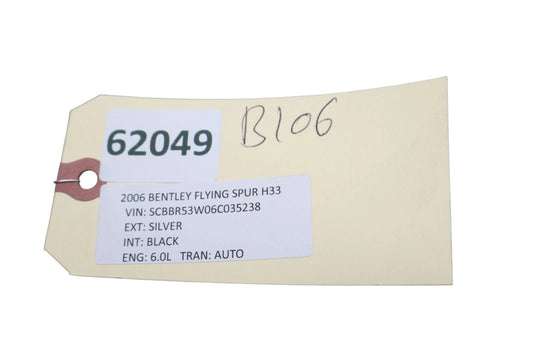 62049
B106
2006 BENTLEY FLYING SPUR H33
VIN: SCBBR53W06C035238
EXT: SILVER
INT: BLACK
ENG: 6.0L TRAN: AUTO